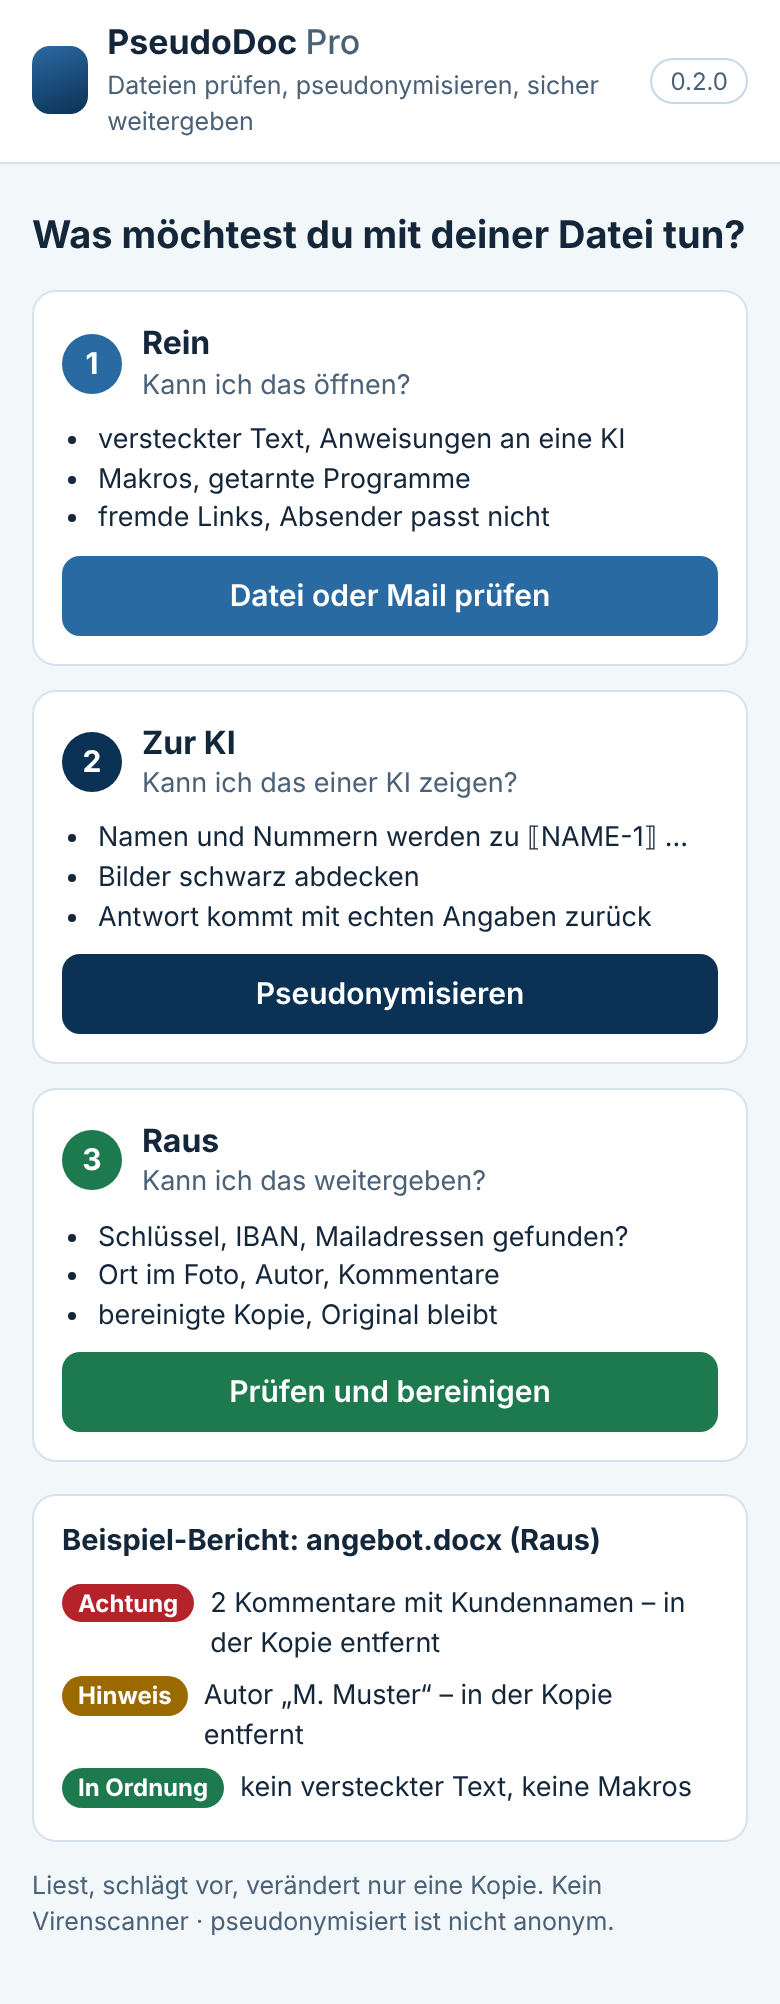 PseudoDoc Pro
Dateien prüfen, pseudonymisieren, sicher
weitergeben
0.2.0
Was möchtest du mit deiner Datei tun?
1
Rein
Kann ich das öffnen?
• versteckter Text, Anweisungen an eine KI
• Makros, getarnte Programme
• fremde Links, Absender passt nicht
Datei oder Mail prüfen
2
Zur KI
Kann ich das einer KI zeigen?
• Namen und Nummern werden zu ⟦NAME-1⟧ ...
• Bilder schwarz abdecken
• Antwort kommt mit echten Angaben zurück
Pseudonymisieren
3
Raus
Kann ich das weitergeben?
• Schlüssel, IBAN, Mailadressen gefunden?
• Ort im Foto, Autor, Kommentare
• bereinigte Kopie, Original bleibt
Prüfen und bereinigen
Beispiel-Bericht: angebot.docx (Raus)
Achtung 2 Kommentare mit Kundennamen – in
der Kopie entfernt
Hinweis Autor „M. Muster“ – in der Kopie
entfernt
In Ordnung kein versteckter Text, keine Makros
Liest, schlägt vor, verändert nur eine Kopie. Kein
Virenscanner · pseudonymisiert ist nicht anonym.